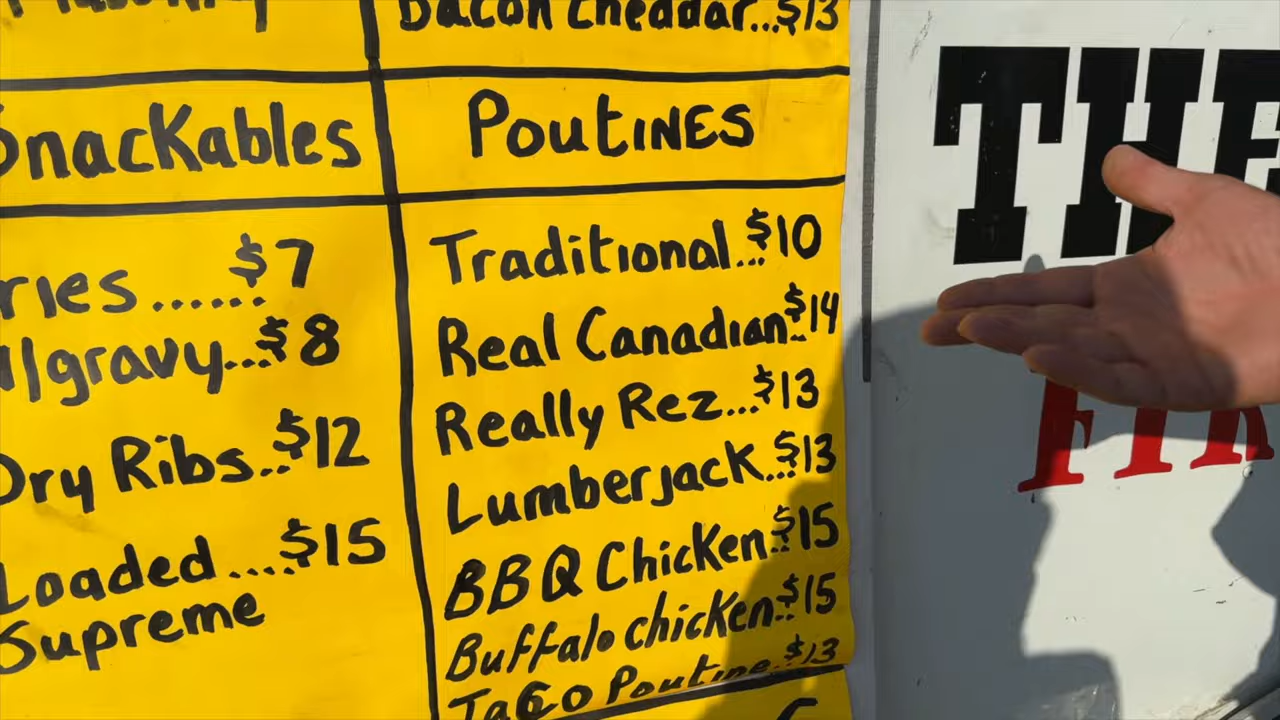 Bacon Cheddar...$13
Snackables
ries......$7
gravy...$8
Dry Ribs..$12
Loaded....$15
Supreme
PoutINES
Traditional...$10
Real Canadian..$14
Really Rez...$13
Lumberjack...$13
BBQ Chicken..$15
Buffalo chicken..$15
Taco Poutine.$13
THE
FIR